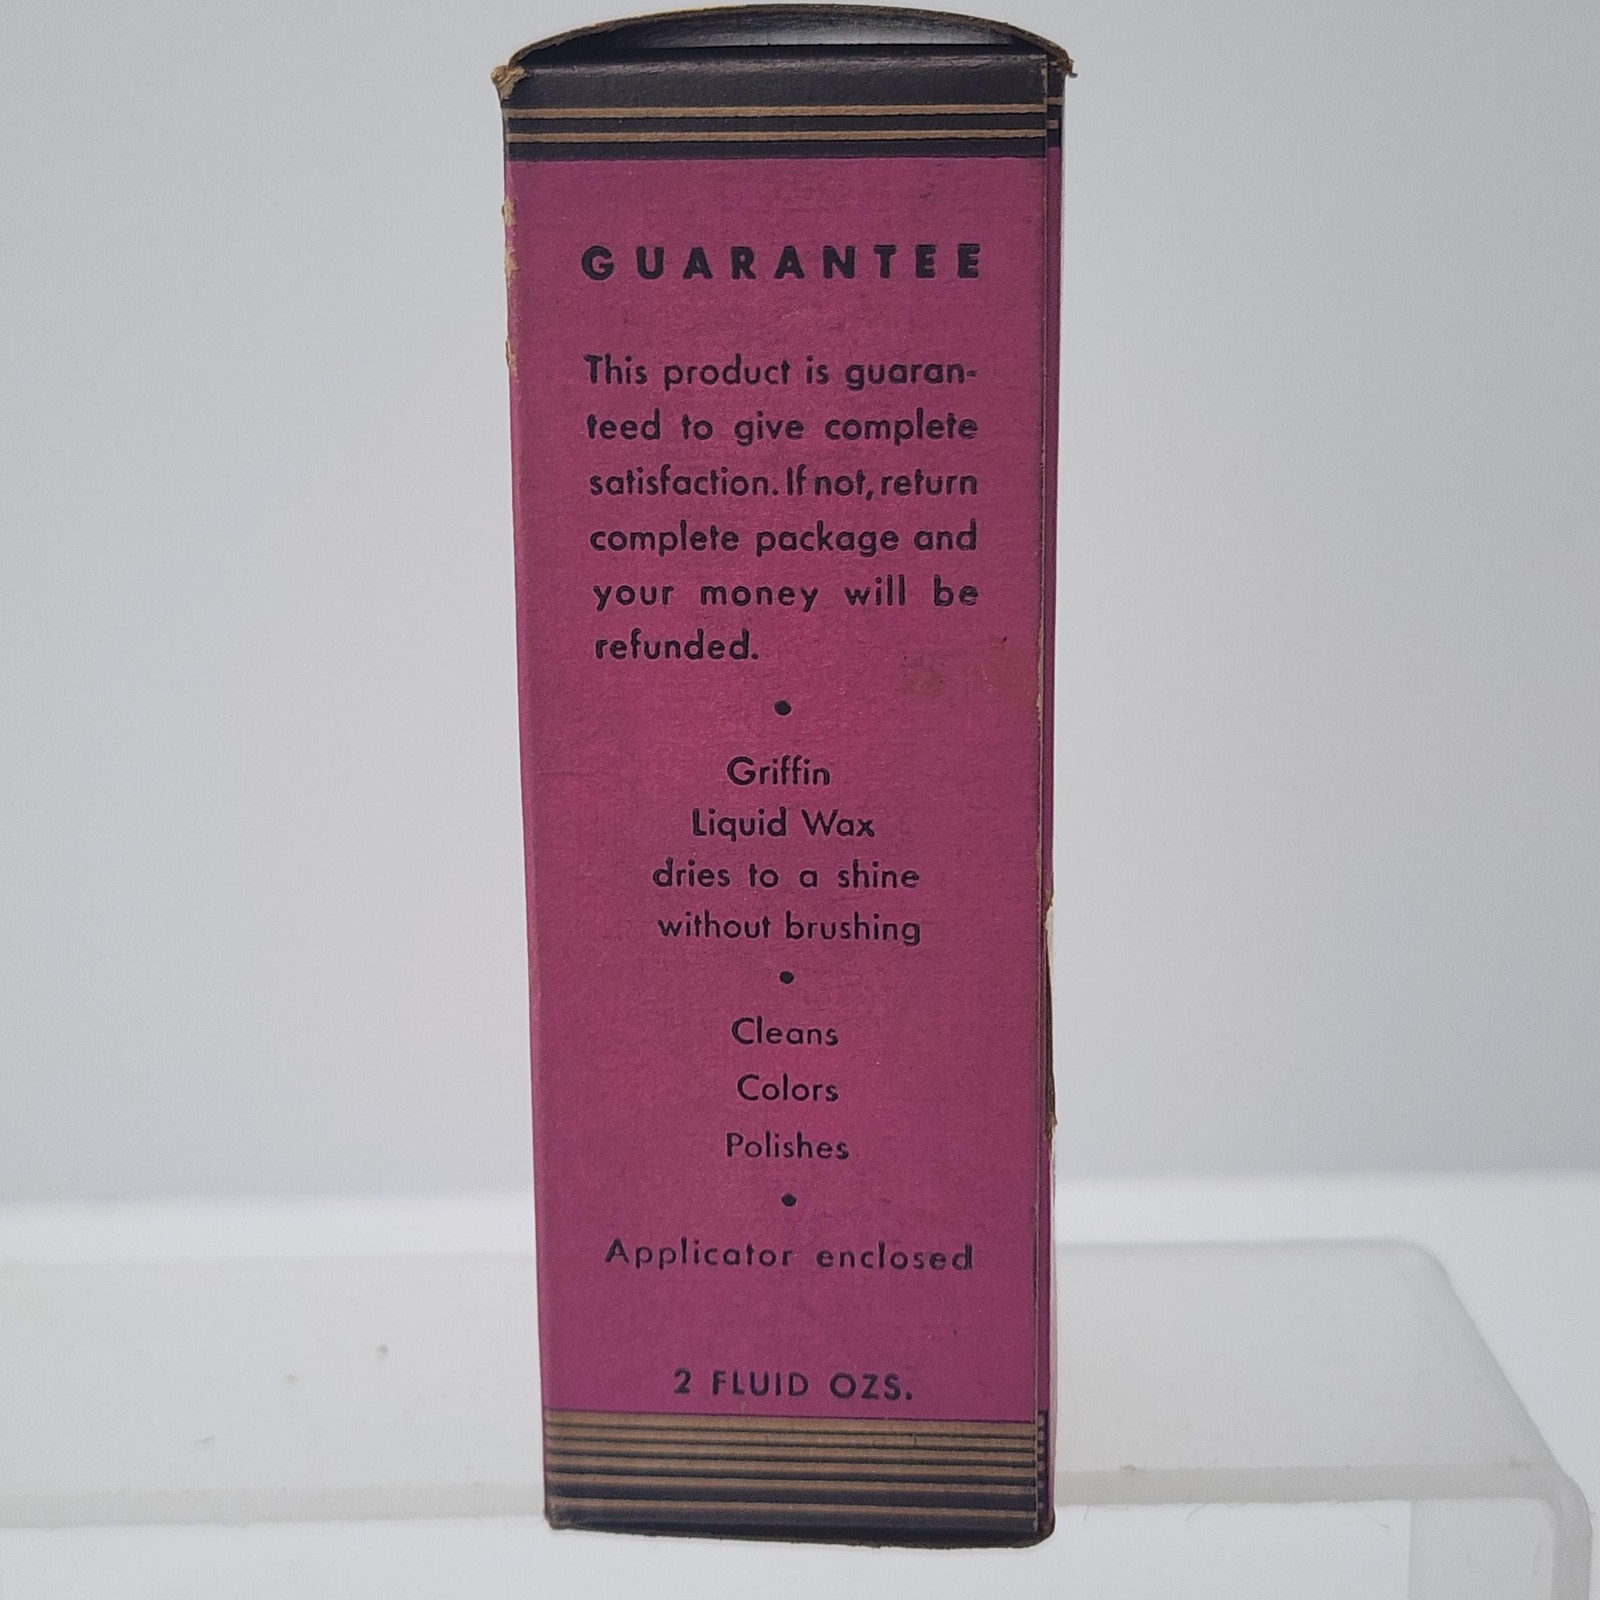 GUARANTEE
This product is guaran-
teed to give complete
satisfaction. If not, return
complete package and
your money will be
refunded.
•
Griffin
Liquid Wax
dries to a shine
without brushing
•
Cleans
Colors
Polishes
•
Applicator enclosed
2 FLUID OZS.